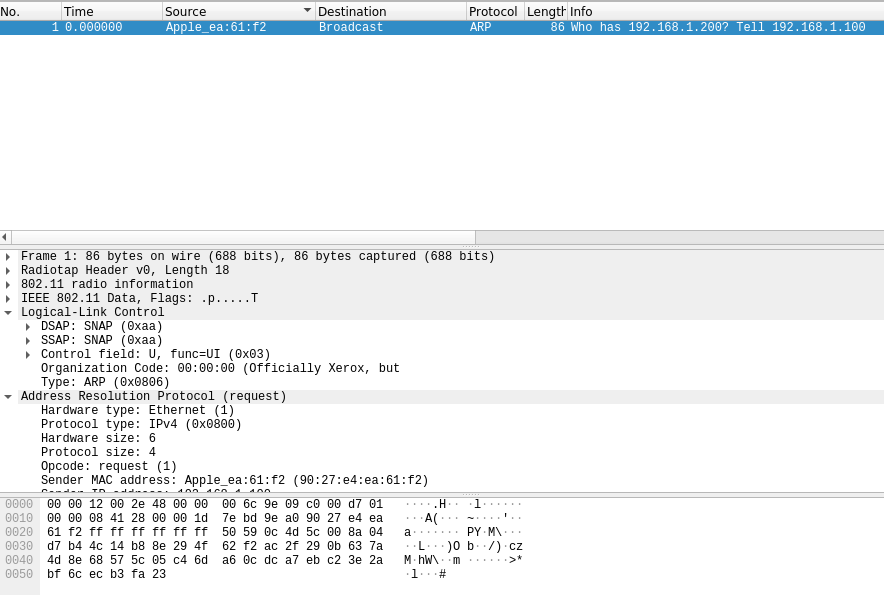 No. Time Source Destination Protocol Length Info
1 0.000000 Apple_ea:61:f2 Broadcast ARP 86 Who has 192.168.1.200? Tell 192.168.1.100
Frame 1: 86 bytes on wire (688 bits), 86 bytes captured (688 bits)
Radiotap Header v0, Length 18
802.11 radio information
IEEE 802.11 Data, Flags: .p.....T
Logical-Link Control
DSAP: SNAP (0xaa)
SSAP: SNAP (0xaa)
Control field: U, func=UI (0x03)
Organization Code: 00:00:00 (Officially Xerox, but
Type: ARP (0x0806)
Address Resolution Protocol (request)
Hardware type: Ethernet (1)
Protocol type: IPv4 (0x0800)
Hardware size: 6
Protocol size: 4
Opcode: request (1)
Sender MAC address: Apple_ea:61:f2 (90:27:e4:ea:61:f2)
0000 00 00 12 00 2e 48 00 00 00 6c 9e 09 c0 00 d7 01 ····.H·· ·l······
0010 00 00 08 41 28 00 00 1d 7e bd 9e a0 90 27 e4 ea ···A(··· ~····'··
0020 61 f2 ff ff ff ff ff ff 50 59 0c 4d 5c 00 8a 04 a······· PY·M\···
0030 d7 b4 4c 14 b8 8e 29 4f 62 f2 ac 2f 29 0b 63 7a ··L···)O b··/)·cz
0040 4d 8e 68 57 5c 05 c4 6d a6 0c dc a7 eb c2 3e 2a M·hW\··m ······>*
0050 bf 6c ec b3 fa 23 ·l···#